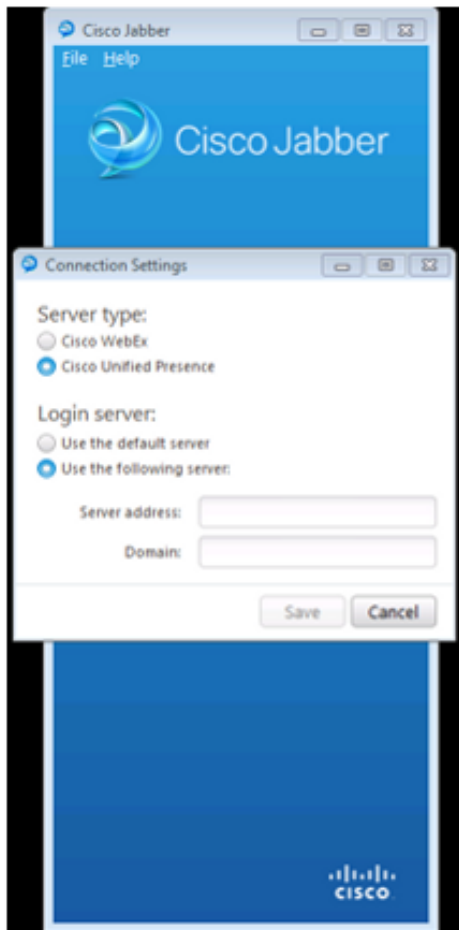 Cisco Jabber
File Help
Cisco Jabber
Connection Settings
Server type:
Cisco WebEx
Cisco Unified Presence
Login server:
Use the default server
Use the following server:
Server address:
Domain:
Save Cancel
CISCO